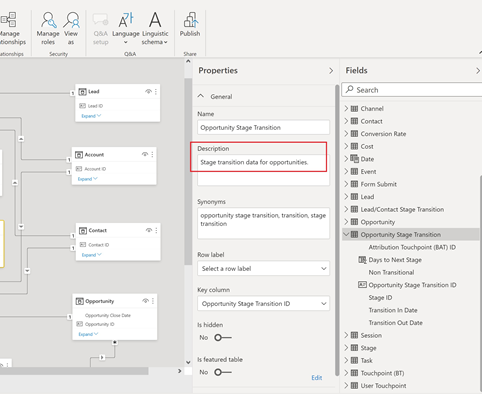 Manage
relationships
Manage
roles
View
as
Q&A
setup
Language
Linguistic
schema
Publish
Relationships
Security
Q&A
Share
Lead
Lead ID
Expand
1
Account
Account ID
Expand
1
Contact
Contact ID
Expand
1
Opportunity
Opportunity Close Date
Opportunity ID
Expand
1
1
Properties
General
Name
Opportunity Stage Transition
Description
Stage transition data for opportunities.
Synonyms
opportunity stage transition, transition, stage
transition
Row label
Select a row label
Key column
Opportunity Stage Transition ID
Is hidden
No
Is featured table
No
Edit
Fields
Search
Channel
Contact
Conversion Rate
Cost
Date
Event
Form Submit
Lead
Lead/Contact Stage Transition
Opportunity
Opportunity Stage Transition
Attribution Touchpoint (BAT) ID
Days to Next Stage
Non Transitional
Opportunity Stage Transition ID
Stage ID
Transition In Date
Transition Out Date
Session
Stage
Task
Touchpoint (BT)
User Touchpoint